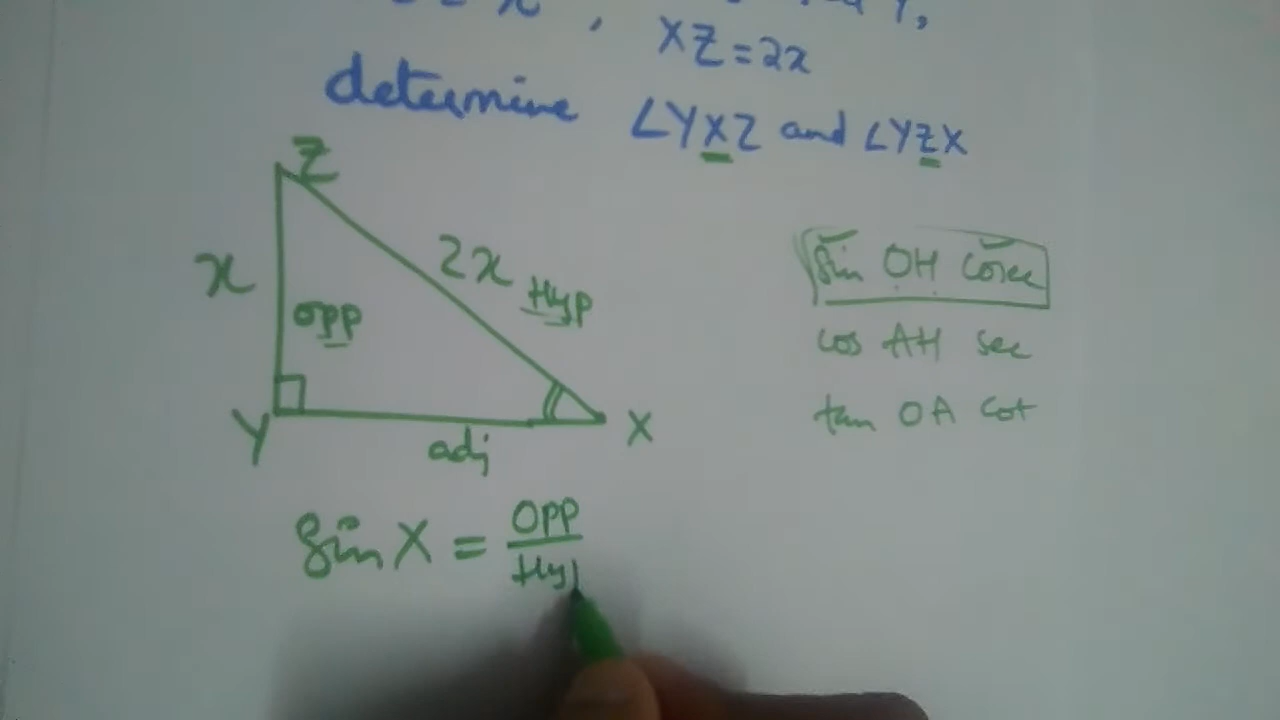 XZ = 2x
determine ∠YXZ and ∠YZX
Z
x
2x
Hyp
opp
Y
adj
X
Sin OH Cosec
cos AH sec
tan OA Cot
Sin X = OPP
Hyp